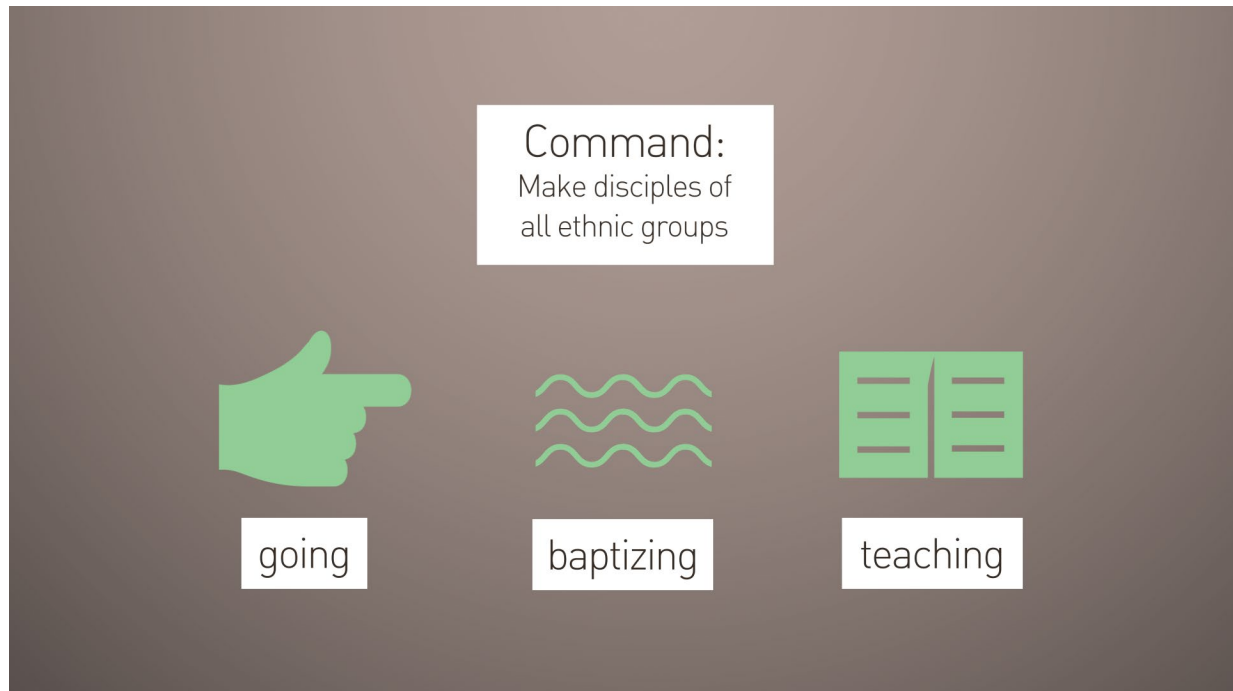 Command:
Make disciples of
all ethnic groups
going
baptizing
teaching